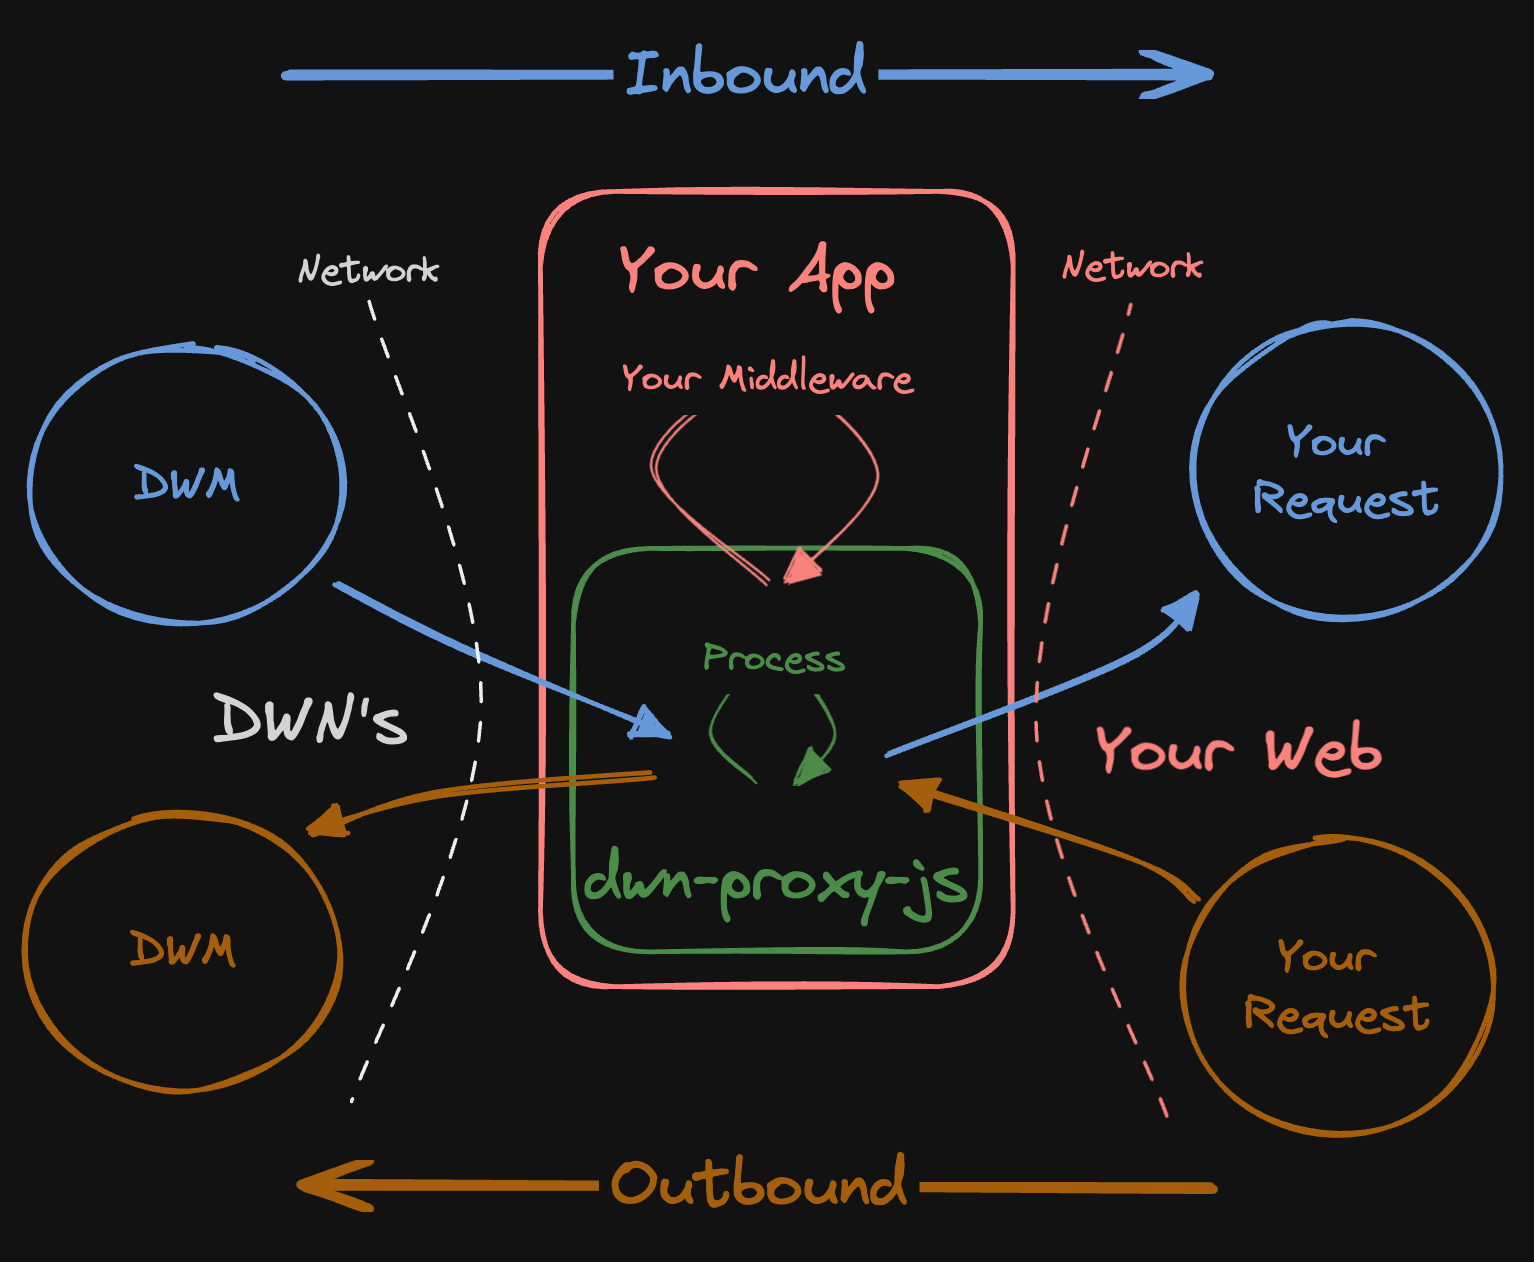 Inbound
Network
Your App
Network
Your Middleware
DWM
Your
Request
Process
DWN's
Your Web
dwn-proxy-js
DWM
Your
Request
Outbound